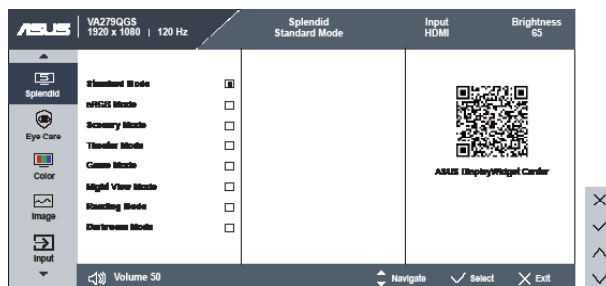 ASUS
VA279QGS
1920 x 1080 | 120 Hz
Splendid
Standard Mode
Input
HDMI
Brightness
65
Splendid
Eye Care
Color
Image
Input
Standard Mode
sRGB Mode
Scenery Mode
Theater Mode
Game Mode
Night View Mode
Reading Mode
Darkroom Mode
ASUS DisplayWidget Center
Volume 50
Navigate
Select
Exit